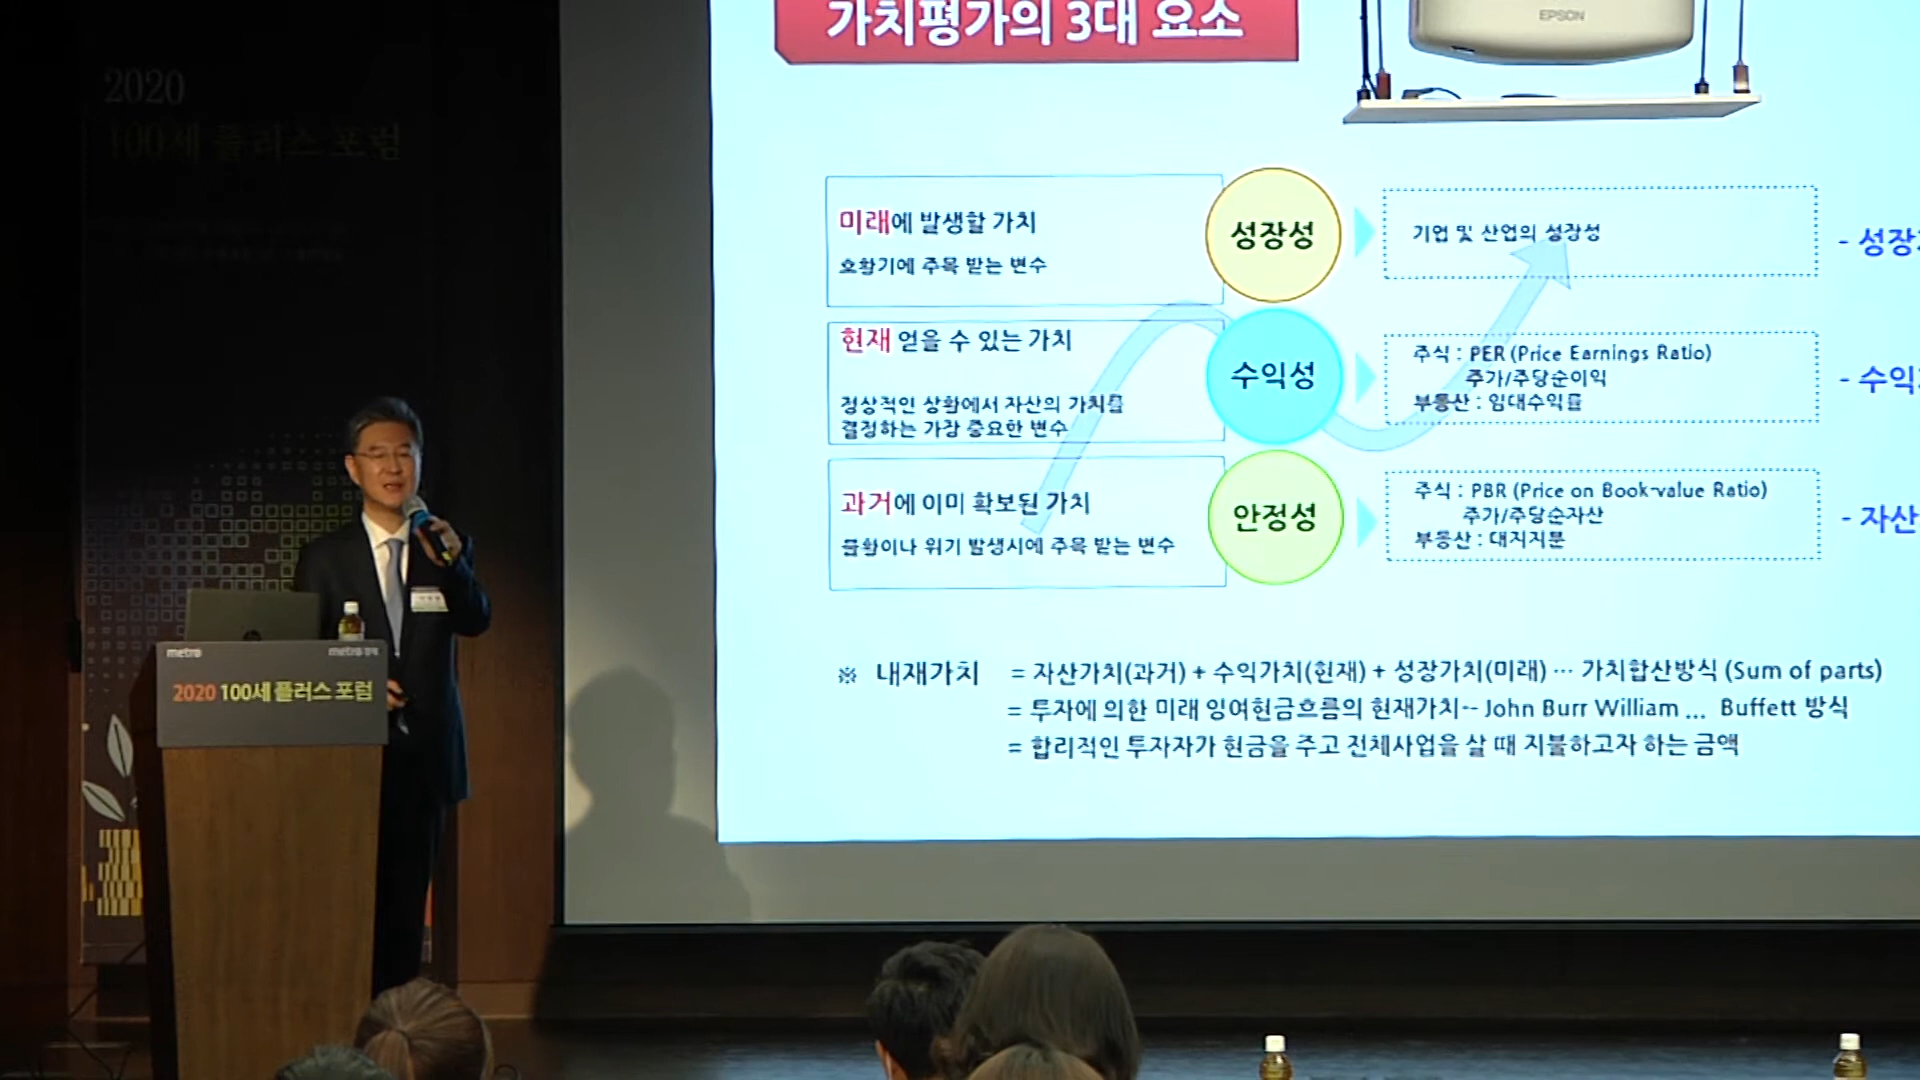 2020
100세 플러스 포럼
가치평가의 3대 요소
EPSON
미래에 발생할 가치
호황기에 주목 받는 변수
성장성
기업 및 산업의 성장성
- 성장
현재 얻을 수 있는 가치
정상적인 상황에서 자산의 가치를
결정하는 가장 중요한 변수
수익성
주식 : PER (Price Earnings Ratio)
주가/주당순이익
부동산 : 임대수익률
- 수익
과거에 이미 확보된 가치
불황이나 위기 발생시에 주목 받는 변수
안정성
주식 : PBR (Price on Book-value Ratio)
주가/주당순자산
부동산 : 대지지분
- 자산
※ 내재가치 = 자산가치(과거) + 수익가치(현재) + 성장가치(미래) ··· 가치합산방식 (Sum of parts)
= 투자에 의한 미래 잉여현금흐름의 현재가치-- John Burr William ... Buffett 방식
= 합리적인 투자자가 현금을 주고 전체사업을 살 때 지불하고자 하는 금액
metro metro경제
2020 100세 플러스 포럼